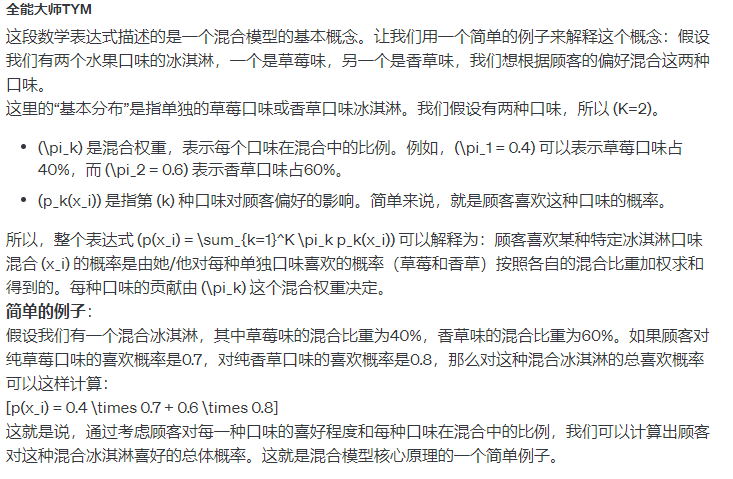 全能大师TYM
这段数学表达式描述的是一个混合模型的基本概念。让我们用一个简单的例子来解释这个概念：假设
我们有两个水果口味的冰淇淋，一个是草莓味，另一个是香草味，我们想根据顾客的偏好混合这两种
口味。
这里的“基本分布”是指单独的草莓口味或香草口味冰淇淋。我们假设有两种口味，所以 (K=2)。
• (\pi_k) 是混合权重，表示每个口味在混合中的比例。例如，(\pi_1 = 0.4) 可以表示草莓口味占
40%，而 (\pi_2 = 0.6) 表示香草口味占60%。
• (p_k(x_i)) 是指第 (k) 种口味对顾客偏好的影响。简单来说，就是顾客喜欢这种口味的概率。
所以，整个表达式 (p(x_i) = \sum_{k=1}^K \pi_k p_k(x_i)) 可以解释为：顾客喜欢某种特定冰淇淋口味
混合 (x_i) 的概率是由她/他对每种单独口味喜欢的概率（草莓和香草）按照各自的混合比重加权求和
得到的。每种口味的贡献由 (\pi_k) 这个混合权重决定。
简单的例子：
假设我们有一个混合冰淇淋，其中草莓味的混合比重为40%，香草味的混合比重为60%。如果顾客对
纯草莓口味的喜欢概率是0.7，对纯香草口味的喜欢概率是0.8，那么对这种混合冰淇淋的总喜欢概率
可以这样计算：
[p(x_i) = 0.4 \times 0.7 + 0.6 \times 0.8]
这就是说，通过考虑顾客对每一种口味的喜好程度和每种口味在混合中的比例，我们可以计算出顾客
对这种混合冰淇淋喜好的总体概率。这就是混合模型核心原理的一个简单例子。